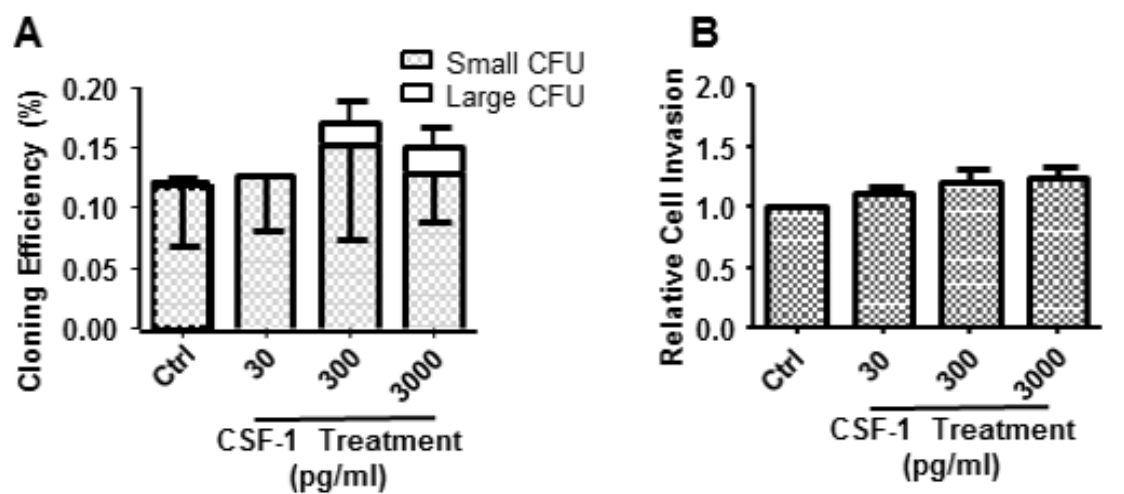 A
Small CFU
Large CFU
Cloning Efficiency (%)
0.20
0.15
0.10
0.05
0.00
Ctrl
30
300
3000
CSF-1 Treatment
(pg/ml)
B
Relative Cell Invasion
2.0
1.5
1.0
0.5
0.0
Ctrl
30
300
3000
CSF-1 Treatment
(pg/ml)